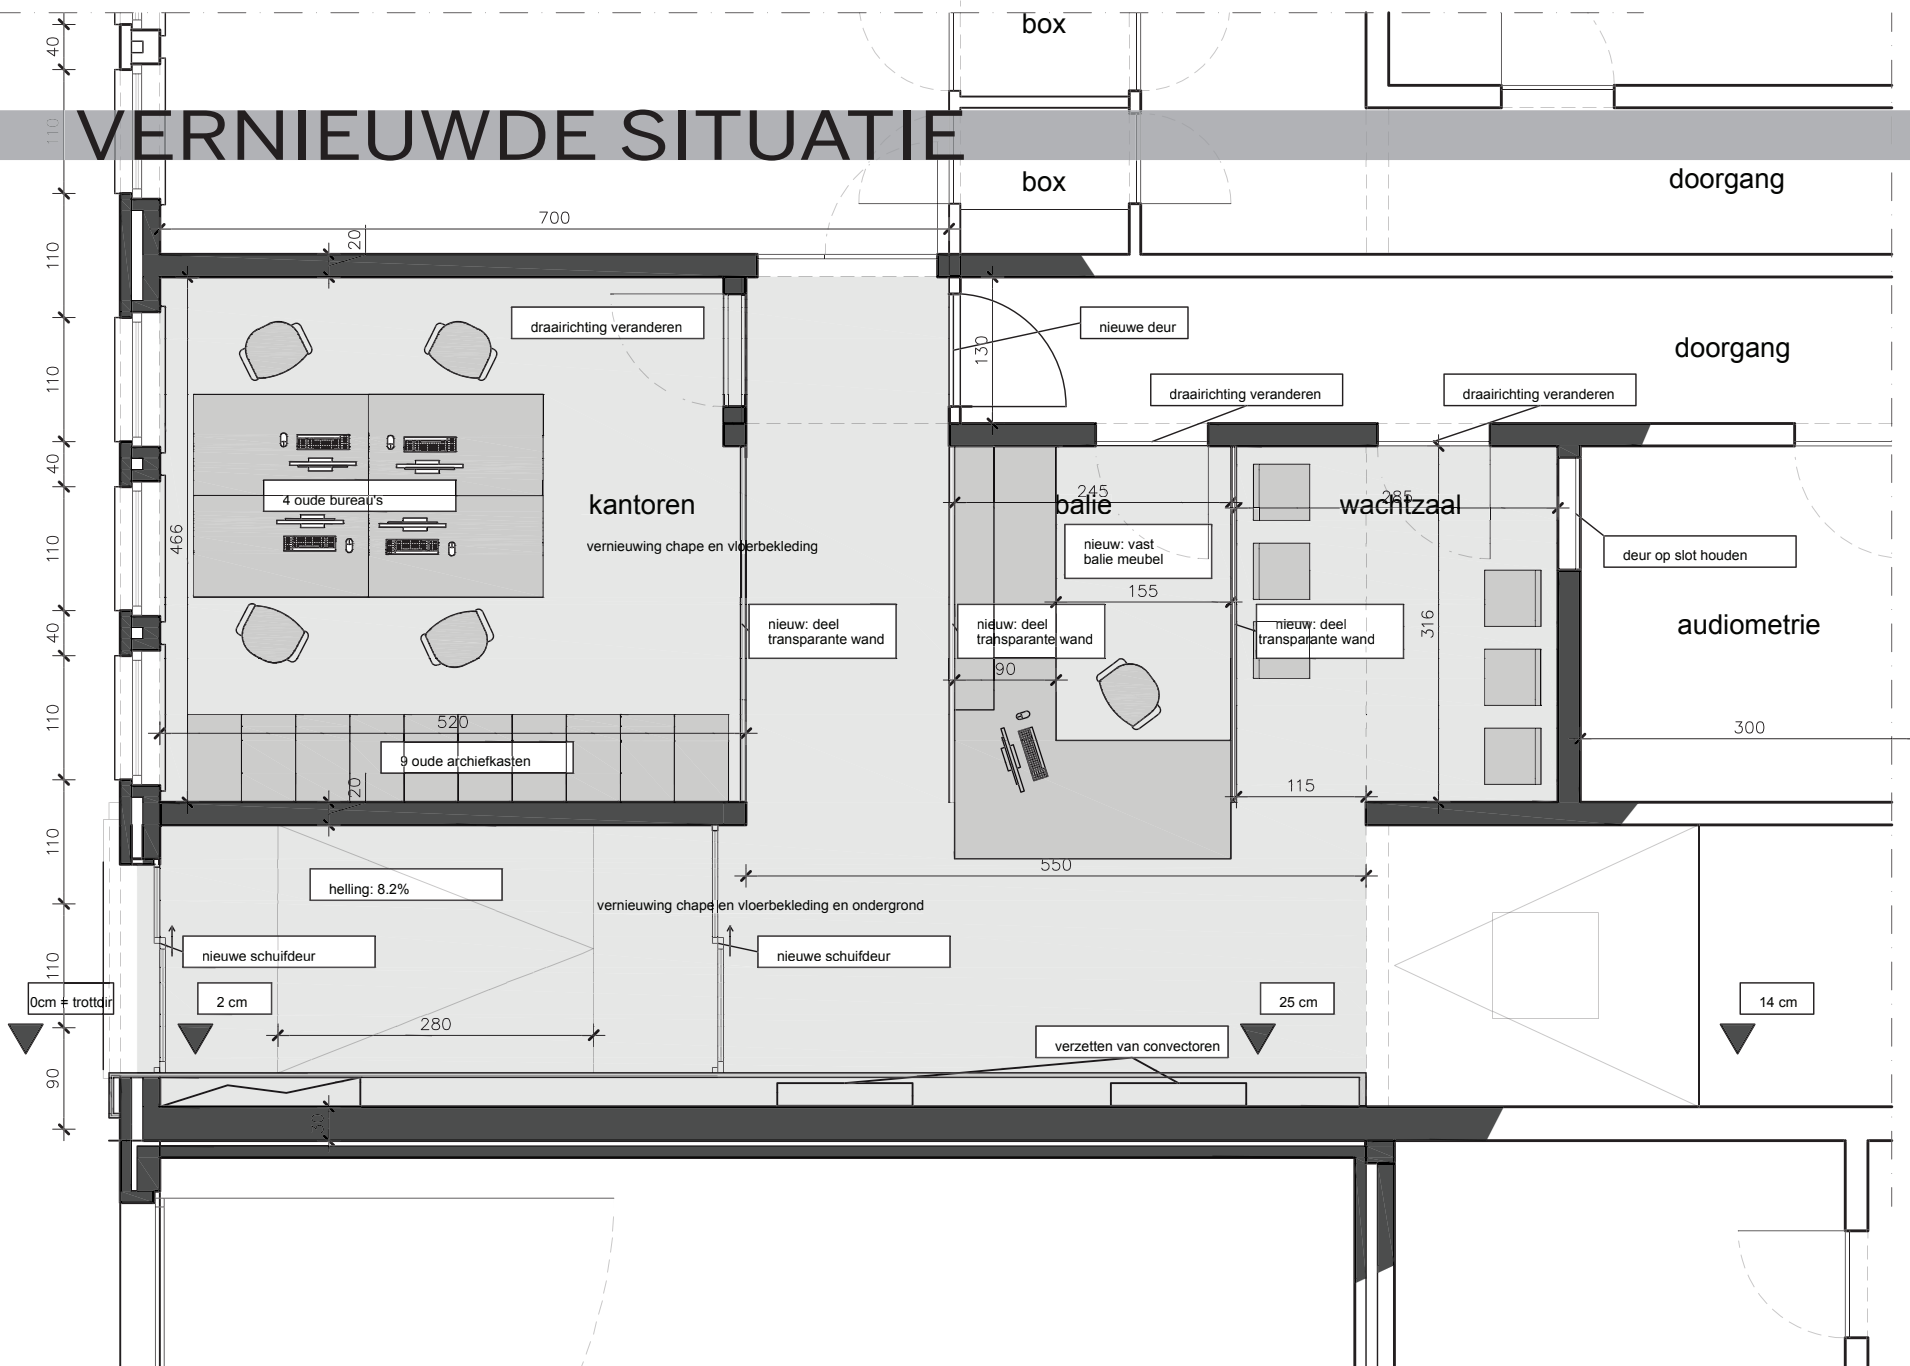 box
40
VERNIEUWDE SITUATIE
110
box
doorgang
700
20
110
draairichting veranderen
nieuwe deur
130
doorgang
110
draairichting veranderen
draairichting veranderen
40
4 oude bureau's
kantoren
245
balie
285
wachtzaal
466
110
vernieuwing chape en vloerbekleding
nieuw: vast
balie meubel
deur op slot houden
155
40
nieuw: deel
transparante wand
nieuw: deel
transparante wand
nieuw: deel
transparante wand
316
audiometrie
90
110
520
300
9 oude archiefkasten
20
115
110
550
helling: 8.2%
vernieuwing chape en vloerbekleding en ondergrond
nieuwe schuifdeur
nieuwe schuifdeur
110
0cm = trottoir
2 cm
25 cm
14 cm
280
verzetten van convectoren
90
30